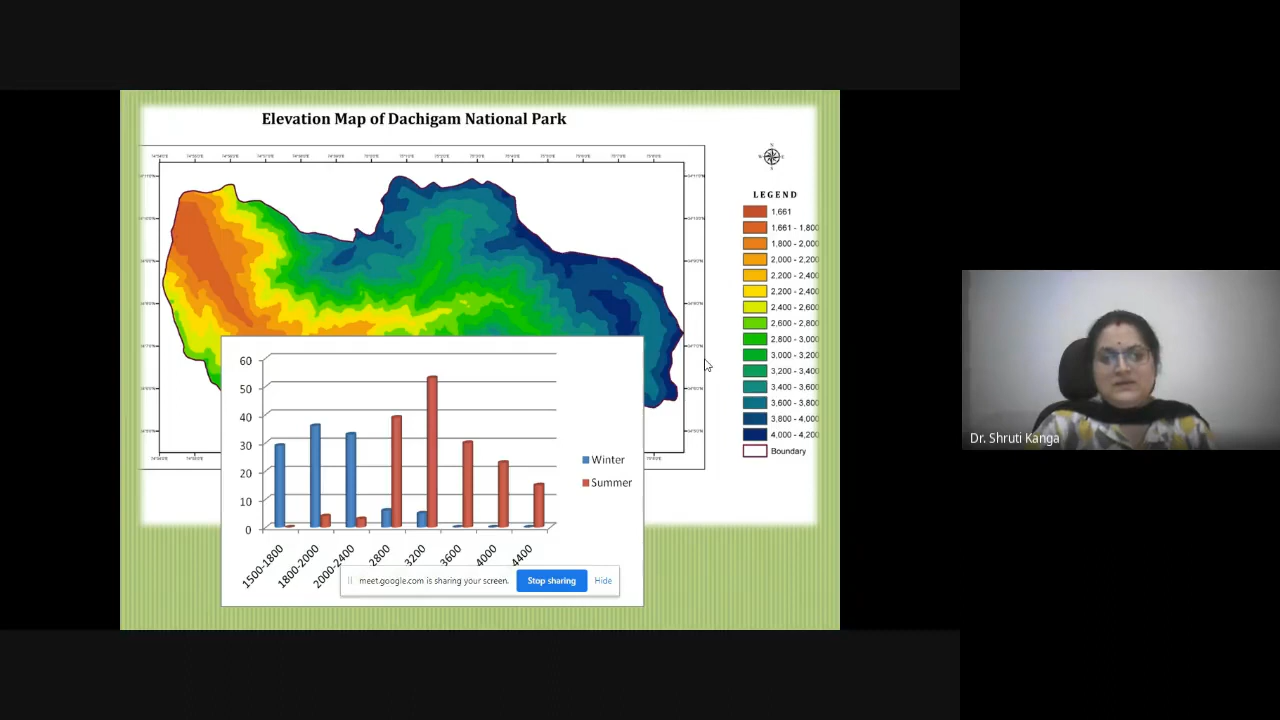 Elevation Map of Dachigam National Park
LEGEND
1,661
1,661 - 1,800
1,800 - 2,000
2,000 - 2,200
2,200 - 2,400
2,200 - 2,400
2,400 - 2,600
2,600 - 2,800
2,800 - 3,000
3,000 - 3,200
3,200 - 3,400
3,400 - 3,600
3,600 - 3,800
3,800 - 4,000
4,000 - 4,200
Boundary
60
50
40
30
20
10
0
1500-1800
1800-2000
2000-2400
2800
3200
3600
4000
4400
Winter
Summer
meet.google.com is sharing your screen.
Stop sharing
Hide
Dr. Shruti Kanga